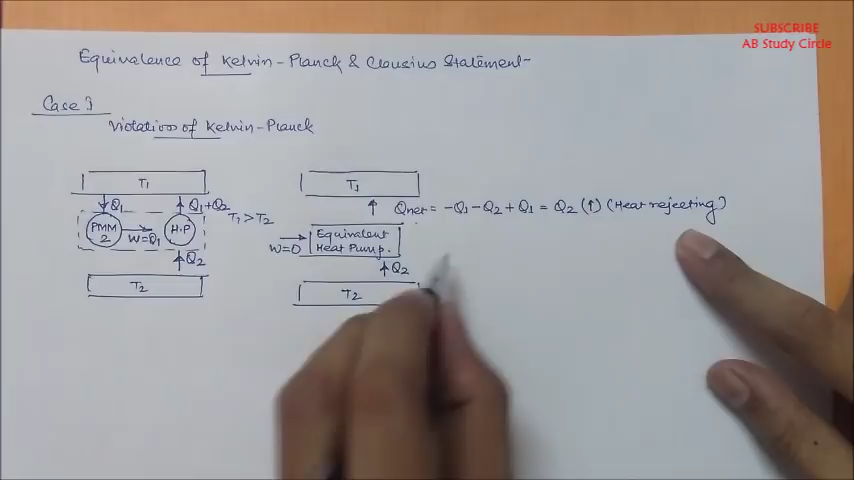 SUBSCRIBE
AB Study Circle
Equivalence of Kelvin-Planck & Clausius Statement-
Case I
Violation of Kelvin-Planck
T1
Q1
Q1+Q2
T1 > T2
PMM 2
W=Q1
H.P
Q2
T2
T1
Qnet = -Q1-Q2+Q1 = Q2 (↑) (Heat rejecting)
W=0
Equivalent
Heat Pump.
Q2
T2